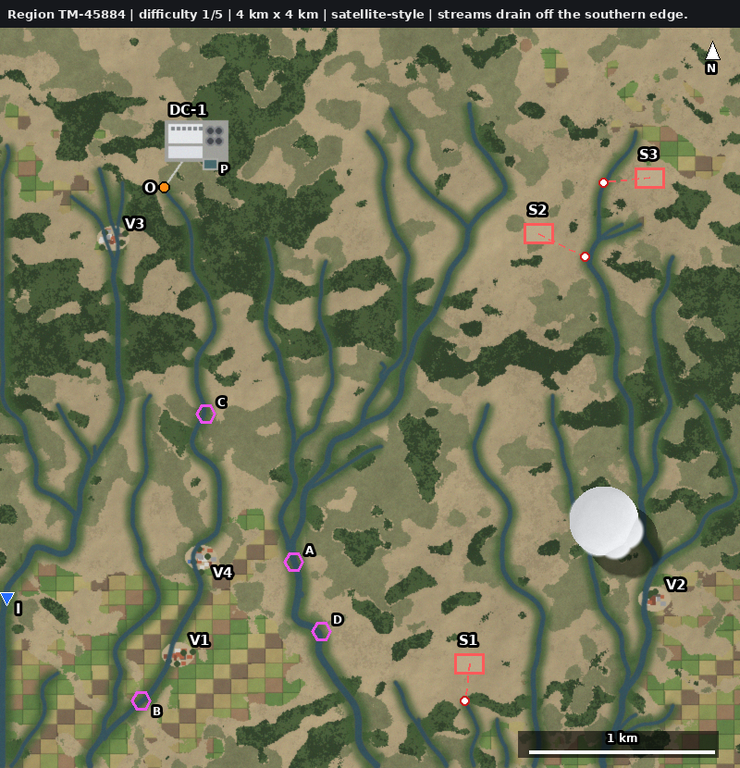 Region TM-45884 | difficulty 1/5 | 4 km x 4 km | satellite-style | streams drain off the southern edge.
N
DC-1
P
O
S3
S2
V3
C
A
V4
I
V2
D
V1
S1
B
1 km